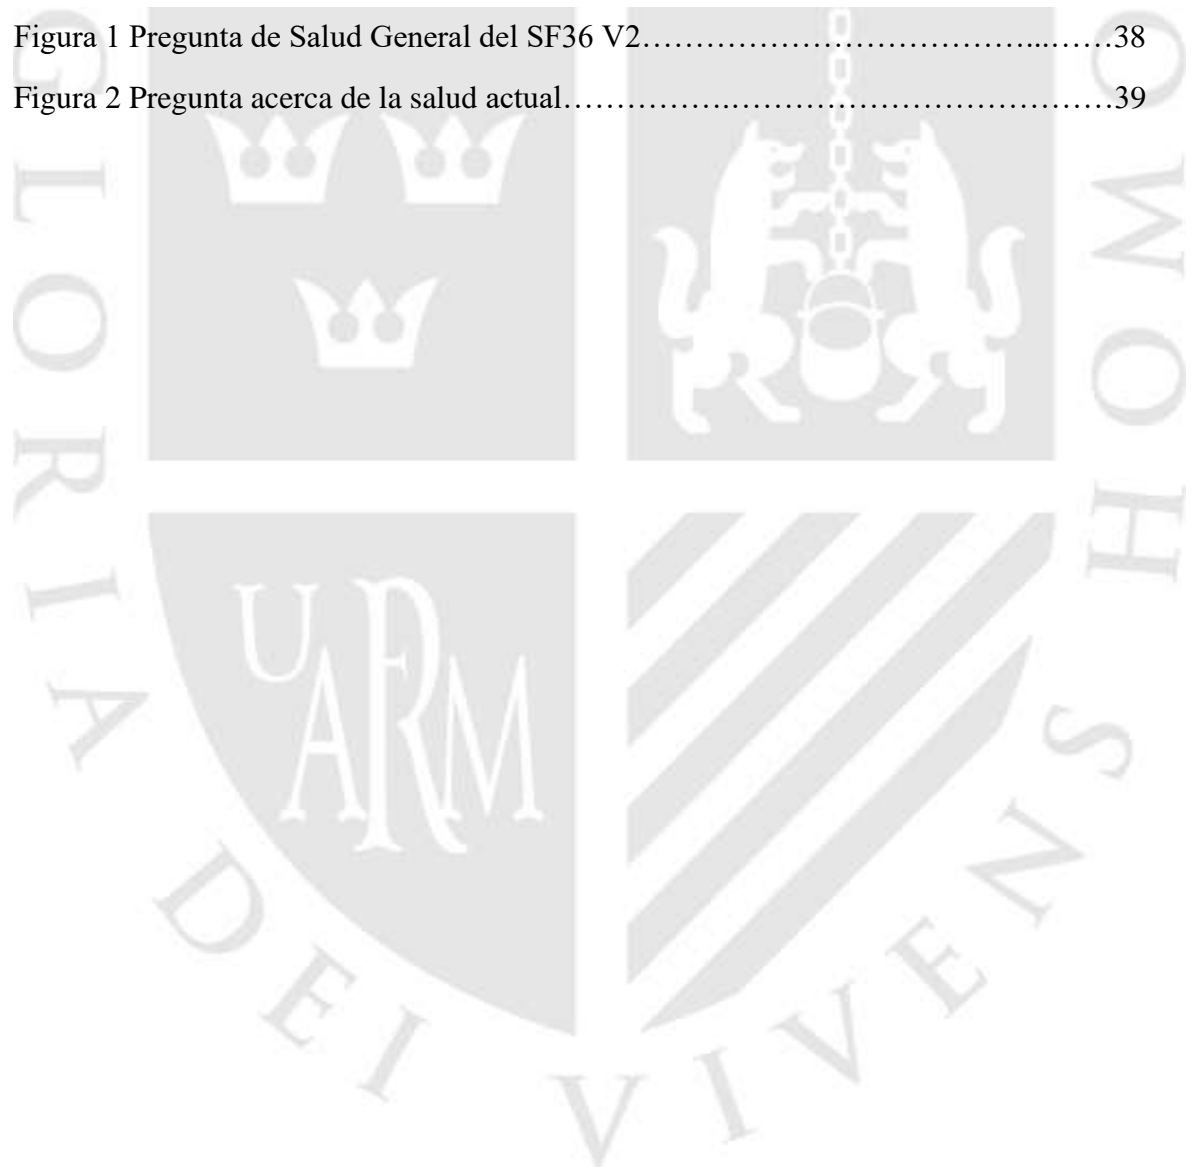 Figura 1 Pregunta de Salud General del SF36 V2…………………………………...……38
Figura 2 Pregunta acerca de la salud actual…………….………………………………39
GLORIA DEI VIVENS HOMO
UARM